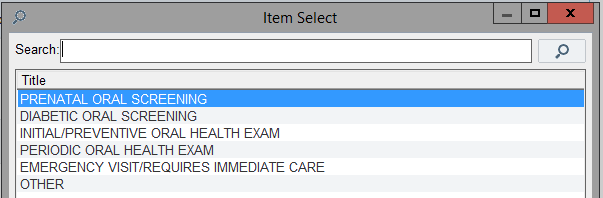 Item Select
Search:
Title
PRENATAL ORAL SCREENING
DIABETIC ORAL SCREENING
INITIAL/PREVENTIVE ORAL HEALTH EXAM
PERIODIC ORAL HEALTH EXAM
EMERGENCY VISIT/REQUIRES IMMEDIATE CARE
OTHER